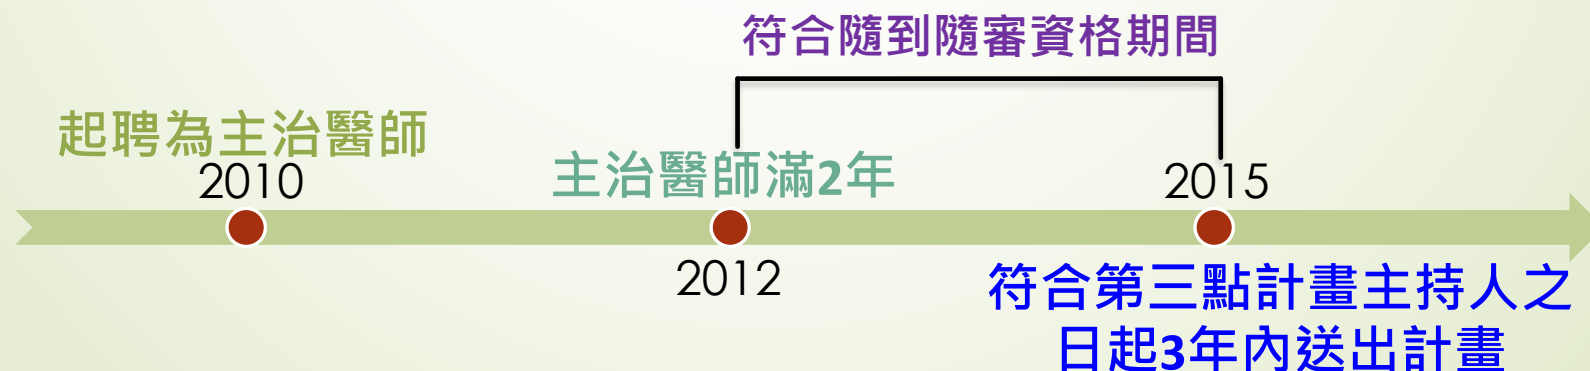 符合隨到隨審資格期間
起聘為主治醫師
2010
主治醫師滿2年
2012
2015
符合第三點計畫主持人之
日起3年內送出計畫